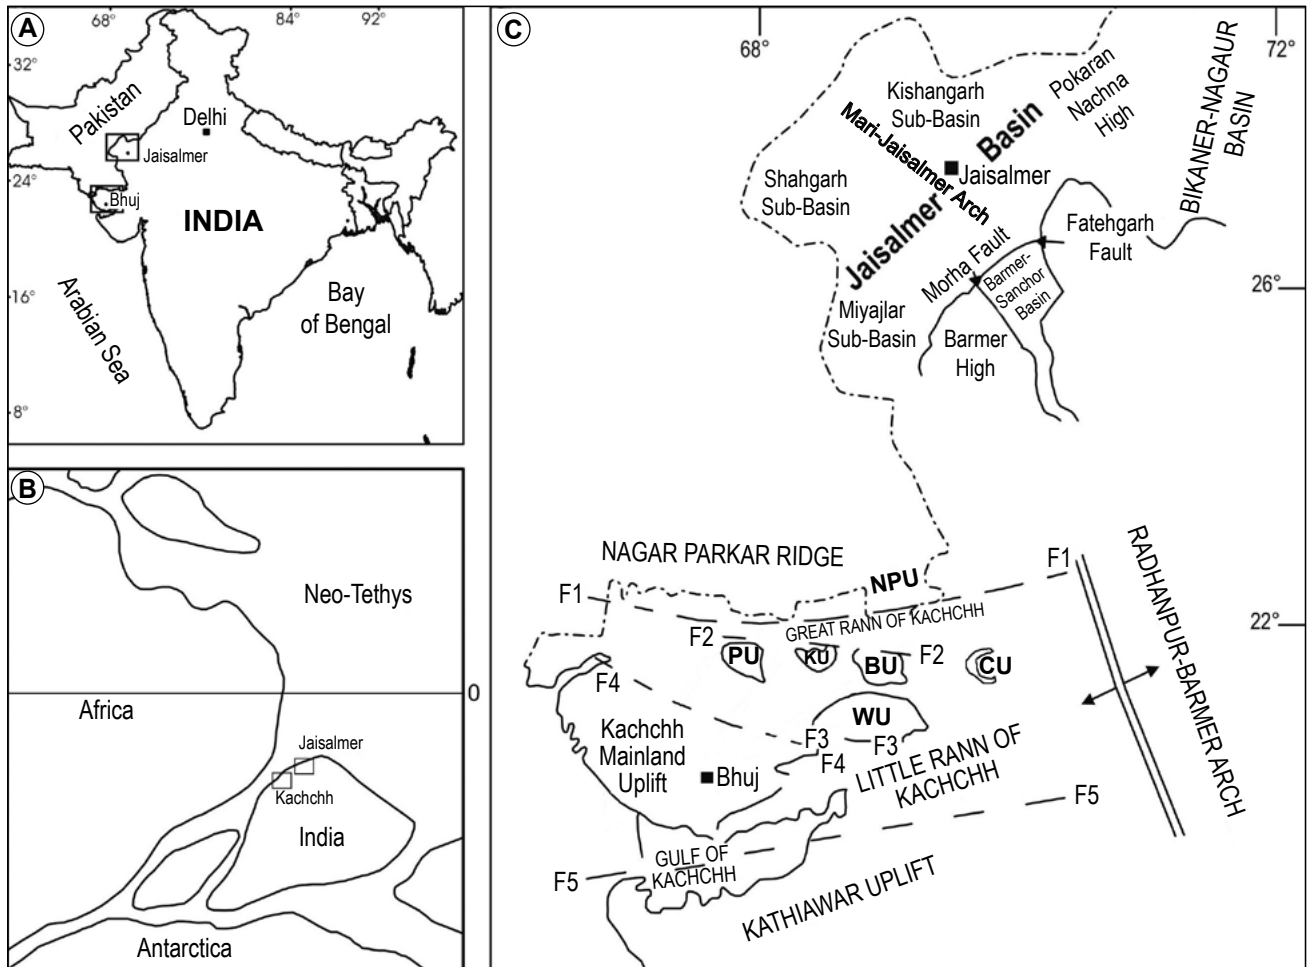 A
68°
84°
92°
32°
Pakistan
Delhi
Jaisalmer
24°
Bhuj
INDIA
16°
Arabian Sea
Bay
of Bengal
8°
B
Neo-Tethys
0
Africa
Jaisalmer
Kachchh
India
Antarctica
C
68°
72°
Kishangarh
Sub-Basin
Pokaran
Nachna
High
BIKANER-NAGAUR
BASIN
Mari-Jaisalmer Arch
Jaisalmer Basin
Jaisalmer
Shahgarh
Sub-Basin
Fatehgarh
Fault
Morha Fault
Barmer-
Sanchor
Basin
26°
Miyajlar
Sub-Basin
Barmer
High
NAGAR PARKAR RIDGE
NPU
F1
F1
RADHANPUR-BARMER ARCH
GREAT RANN OF KACHCHH
22°
F2
F2
PU
KU
BU
CU
F4
WU
Kachchh
Mainland
Uplift
F3
F3
F4
Bhuj
LITTLE RANN OF
KACHCHH
F5
GULF OF
KACHCHH
F5
KATHIAWAR UPLIFT